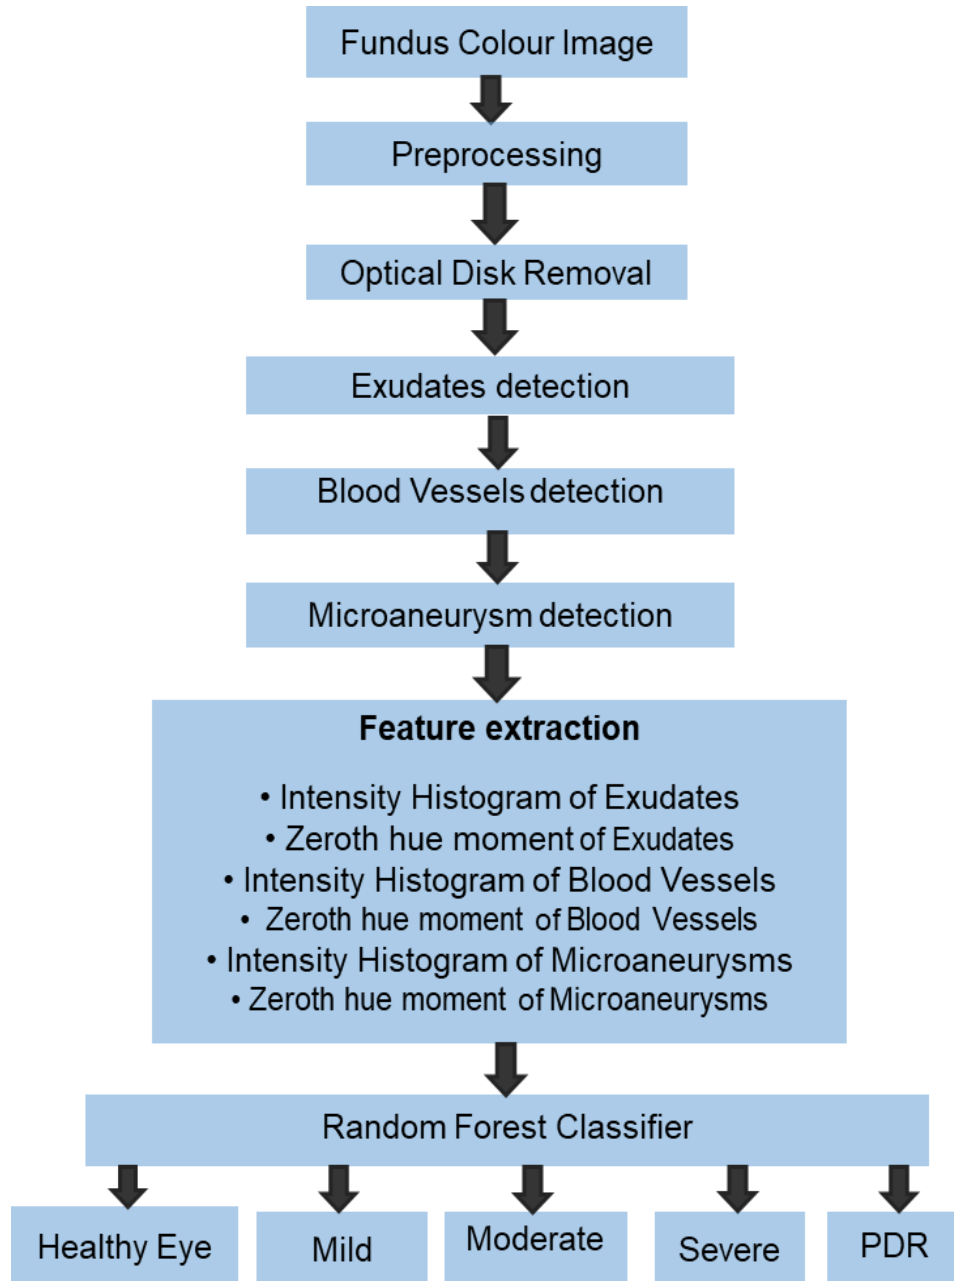 Fundus Colour Image
Preprocessing
Optical Disk Removal
Exudates detection
Blood Vessels detection
Microaneurysm detection
Feature extraction
• Intensity Histogram of Exudates
• Zeroth hue moment of Exudates
• Intensity Histogram of Blood Vessels
• Zeroth hue moment of Blood Vessels
• Intensity Histogram of Microaneurysms
• Zeroth hue moment of Microaneurysms
Random Forest Classifier
Healthy Eye
Mild
Moderate
Severe
PDR